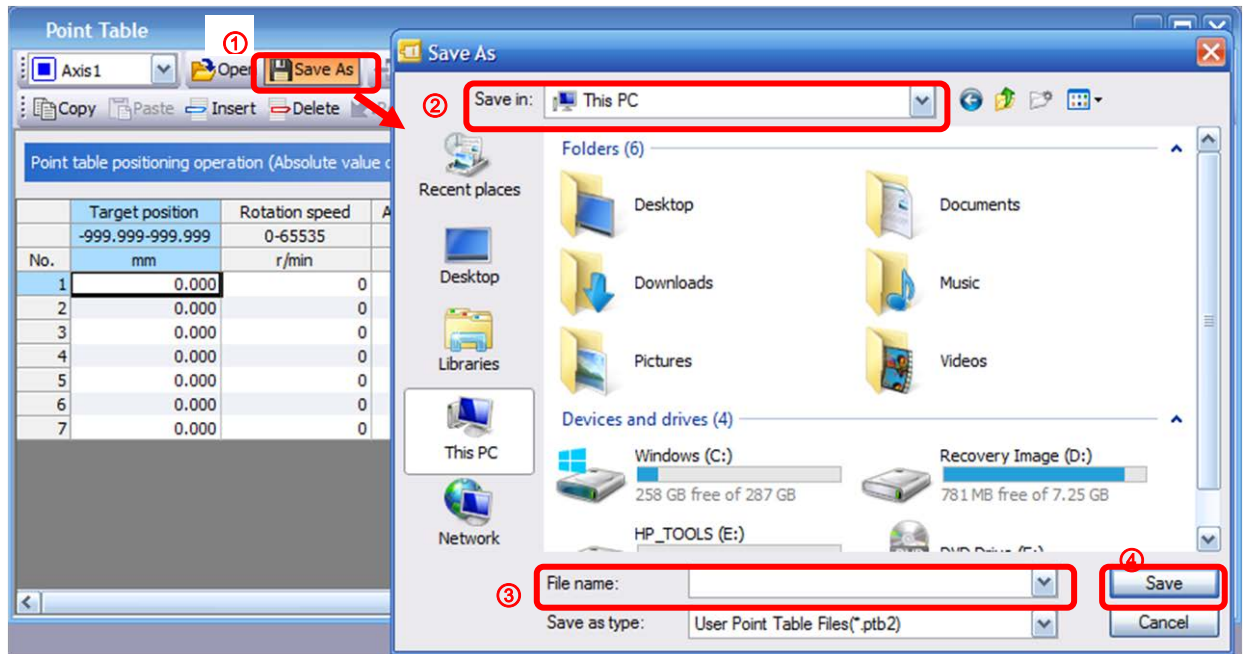 Point Table
①
Axis1
Open
Save As
Copy Paste Insert Delete
Point table positioning operation (Absolute value
Target position Rotation speed
-999.999-999.999 0-65535
No. mm r/min
1 0.000 0
2 0.000 0
3 0.000 0
4 0.000 0
5 0.000 0
6 0.000 0
7 0.000 0
Save As
② Save in: This PC
Recent places
Desktop
Libraries
This PC
Network
Folders (6)
Desktop Documents
Downloads Music
Pictures Videos
Devices and drives (4)
Windows (C:) Recovery Image (D:)
258 GB free of 287 GB 781 MB free of 7.25 GB
HP_TOOLS (E:)
③ File name:
④ Save
Save as type: User Point Table Files(*.ptb2) Cancel